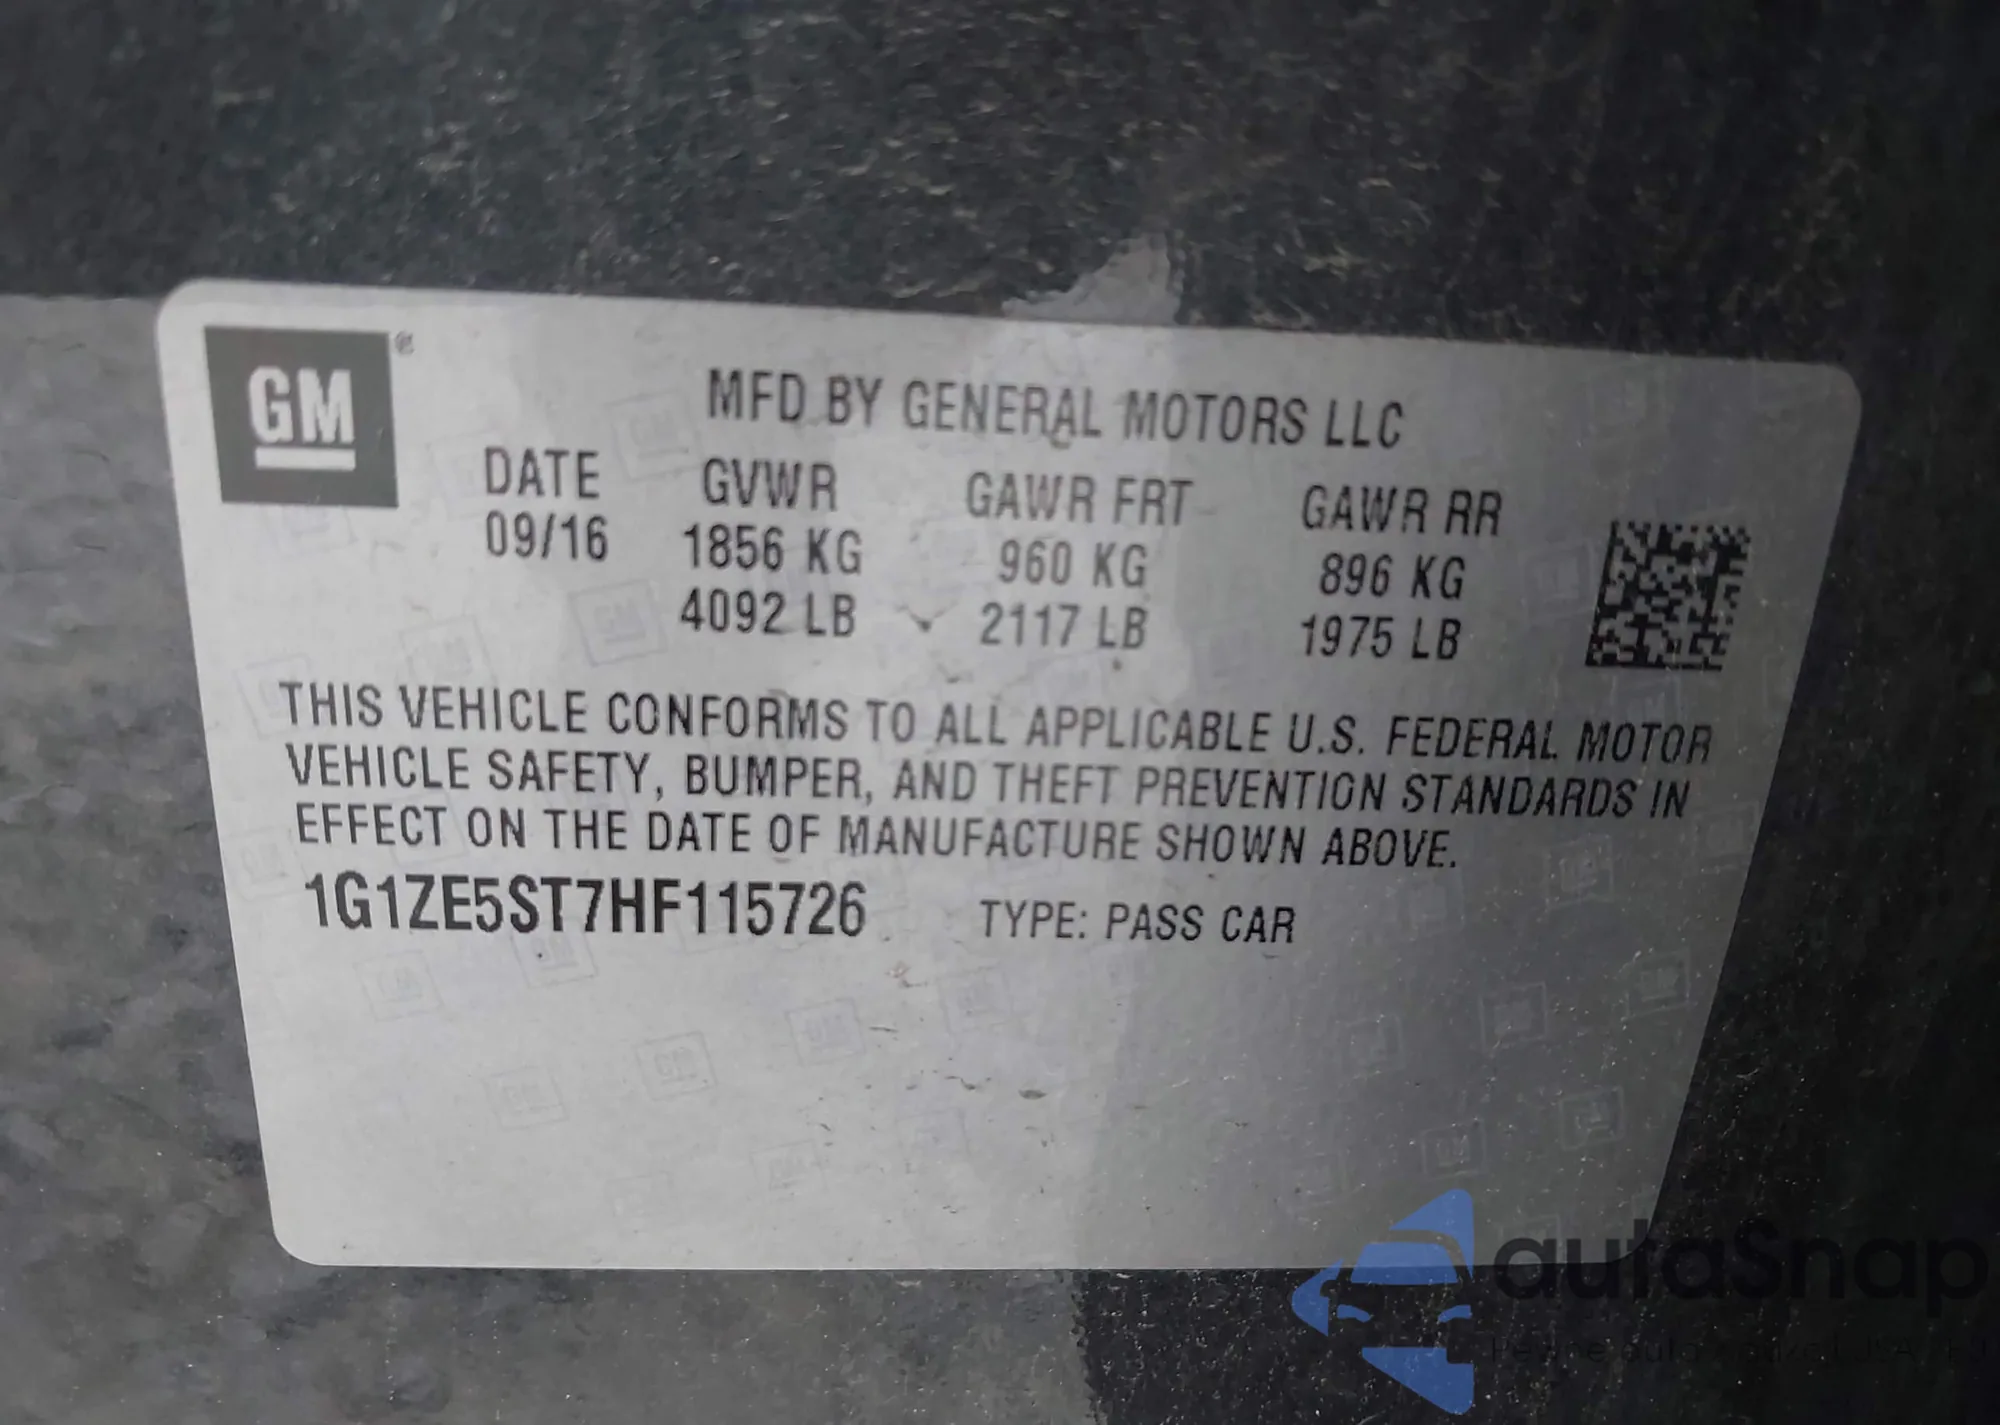 GM ®
MFD BY GENERAL MOTORS LLC
DATE GVWR GAWR FRT GAWR RR
09/16 1856 KG 960 KG 896 KG
4092 LB 2117 LB 1975 LB
THIS VEHICLE CONFORMS TO ALL APPLICABLE U.S. FEDERAL MOTOR
VEHICLE SAFETY, BUMPER, AND THEFT PREVENTION STANDARDS IN
EFFECT ON THE DATE OF MANUFACTURE SHOWN ABOVE.
1G1ZE5ST7HF115726 TYPE: PASS CAR
autaSnap